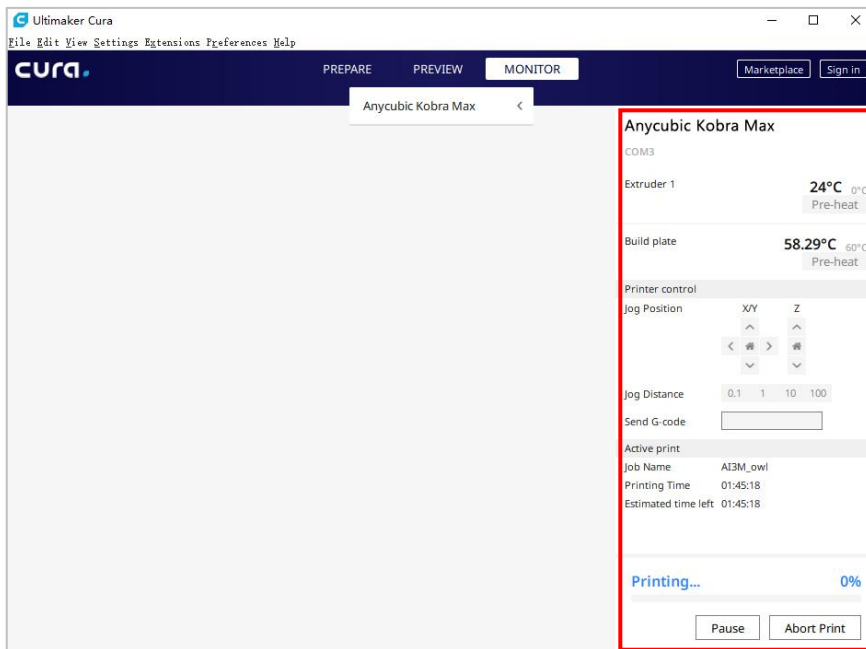 Ultimaker Cura
File Edit View Settings Extensions Preferences Help
cura. PREPARE PREVIEW MONITOR Marketplace Sign in
Anycubic Kobra Max
Anycubic Kobra Max
COM3
Extruder 1 24°C 0°C
Pre-heat
Build plate 58.29°C 60°C
Pre-heat
Printer control
Jog Position X/Y Z
Jog Distance 0.1 1 10 100
Send G-code
Active print
Job Name AI3M_owl
Printing Time 01:45:18
Estimated time left 01:45:18
Printing... 0%
Pause Abort Print